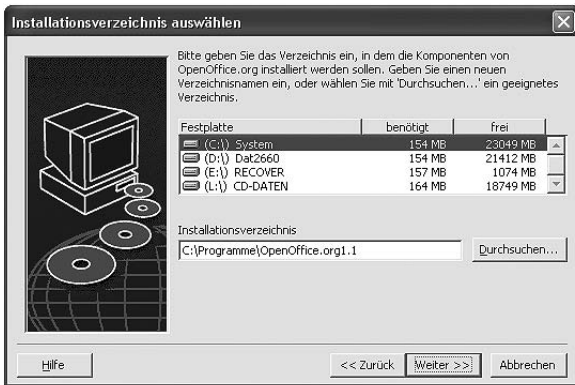 Installationsverzeichnis auswählen
Bitte geben Sie das Verzeichnis ein, in dem die Komponenten von
OpenOffice.org installiert werden sollen. Geben Sie einen neuen
Verzeichnisnamen ein, oder wählen Sie mit 'Durchsuchen...' ein geeignetes
Verzeichnis.
Festplatte benötigt frei
(C:\) System 154 MB 23049 MB
(D:\) Dat2660 154 MB 21412 MB
(E:\) RECOVER 157 MB 1074 MB
(L:\) CD-DATEN 164 MB 18749 MB
Installationsverzeichnis
C:\Programme\OpenOffice.org1.1 Durchsuchen...
Hilfe << Zurück Weiter >> Abbrechen